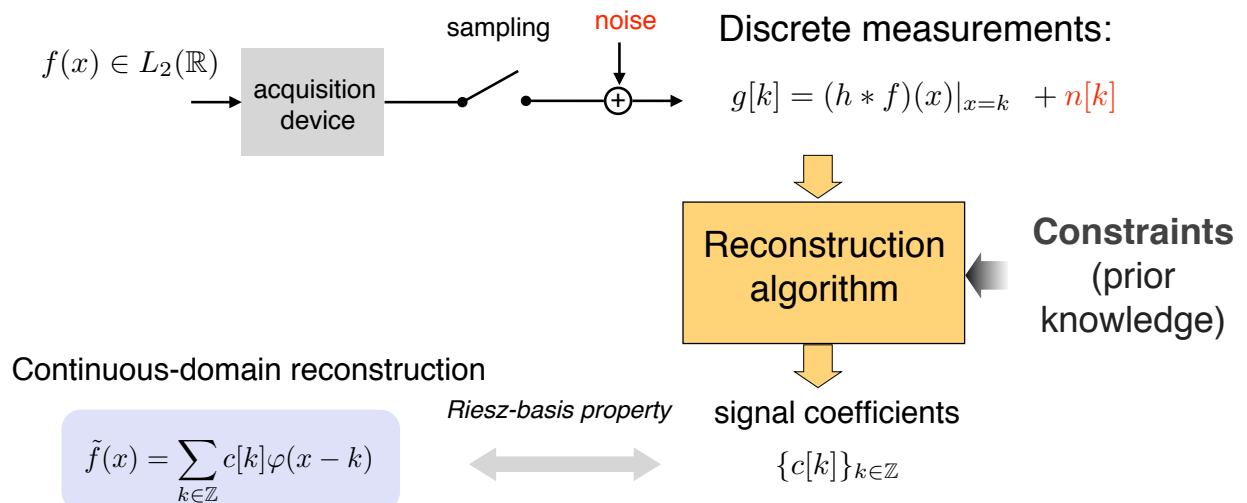 sampling
noise
Discrete measurements:
f(x) ∈ L₂(ℝ)
acquisition
device
+
g[k] = (h ∗ f)(x)|ₓ₌ₖ + n[k]
Reconstruction
algorithm
Constraints
(prior
knowledge)
Continuous-domain reconstruction
Riesz-basis property
signal coefficients
f̃(x) = ∑_{k∈ℤ} c[k]φ(x − k)
{c[k]}_{k∈ℤ}